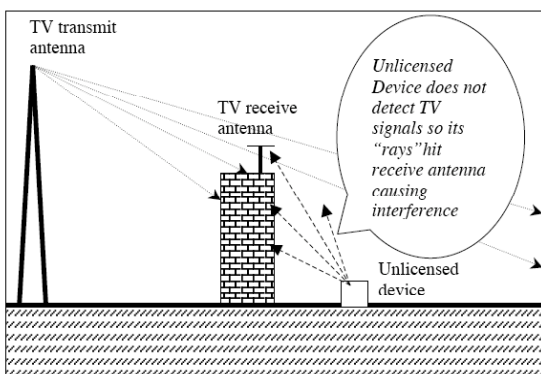 TV transmit
antenna
TV receive
antenna
Unlicensed
Device does not
detect TV
signals so its
“rays”hit
receive antenna
causing
interference
Unlicensed
device